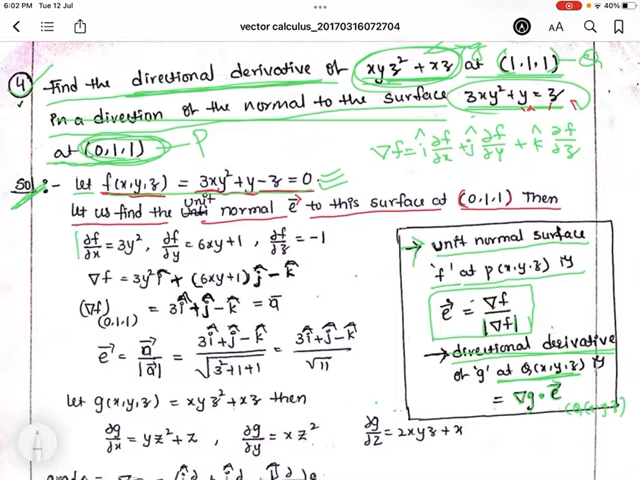 6:02 PM Tue 12 Jul
40%
vector calculus_20170316072704
④ Find the directional derivative of xyz² + xz at (1,1,1)
in a direction of the normal to the surface 3xy² + y = z
at (0,1,1) — P
∇f = î ∂f/∂x + ĵ ∂f/∂y + k̂ ∂f/∂z
Sol :- let f(x,y,z) = 3xy² + y - z = 0.
let us find the unit normal e⃗ to this surface at (0,1,1) Then
∂f/∂x = 3y², ∂f/∂y = 6xy + 1, ∂f/∂z = -1
∇f = 3y² î + (6xy+1) ĵ - k̂
(∇f)(0,1,1) = 3î + ĵ - k̂ = a⃗
e⃗ = a⃗/|a⃗| = (3î + ĵ - k̂)/√(3²+1+1) = (3î + ĵ - k̂)/√11
let g(x,y,z) = xyz² + xz then
∂g/∂x = yz² + z, ∂g/∂y = xz² ∂g/∂z = 2xyz + x
→ unit normal surface
'f' at p(x,y,z) is
e⃗ = ∇f/|∇f|
→ directional derivative
of 'g' at Q(x,y,z) is
= ∇g · e⃗